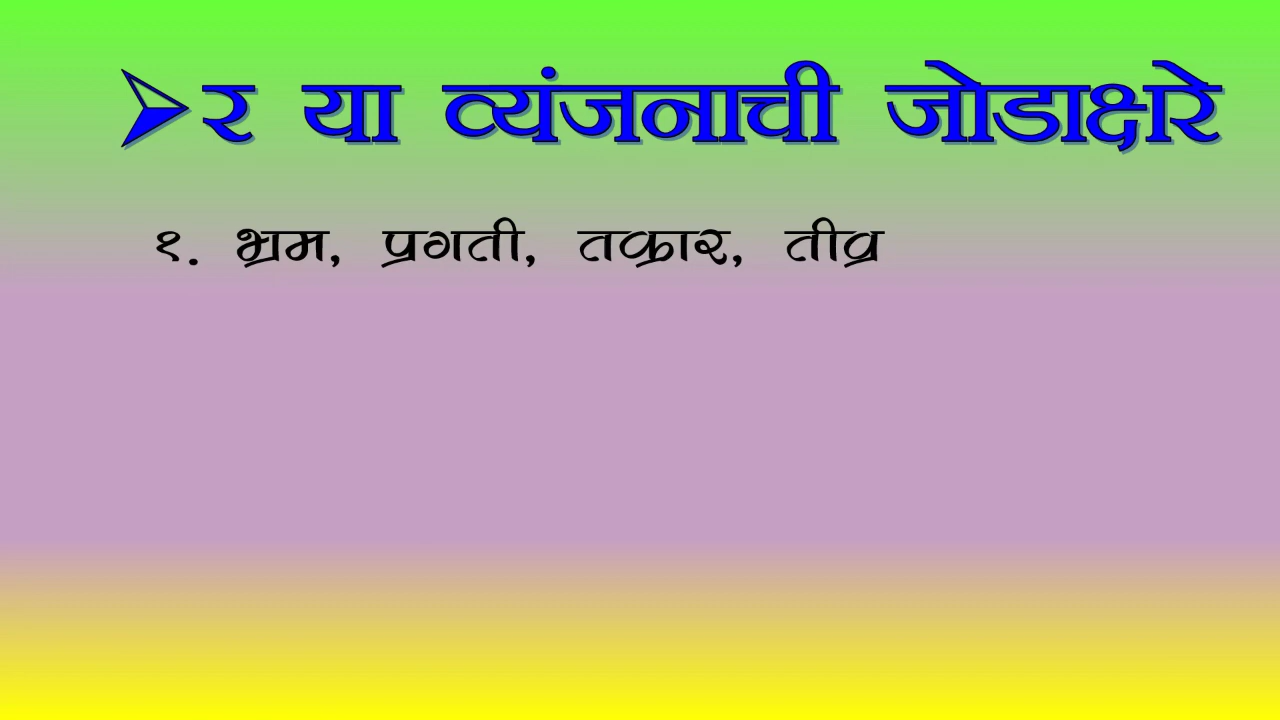 ➢र या व्यंजनाची जोडाक्षरे
१. भ्रम, प्रगती, तक्रार, तीव्र